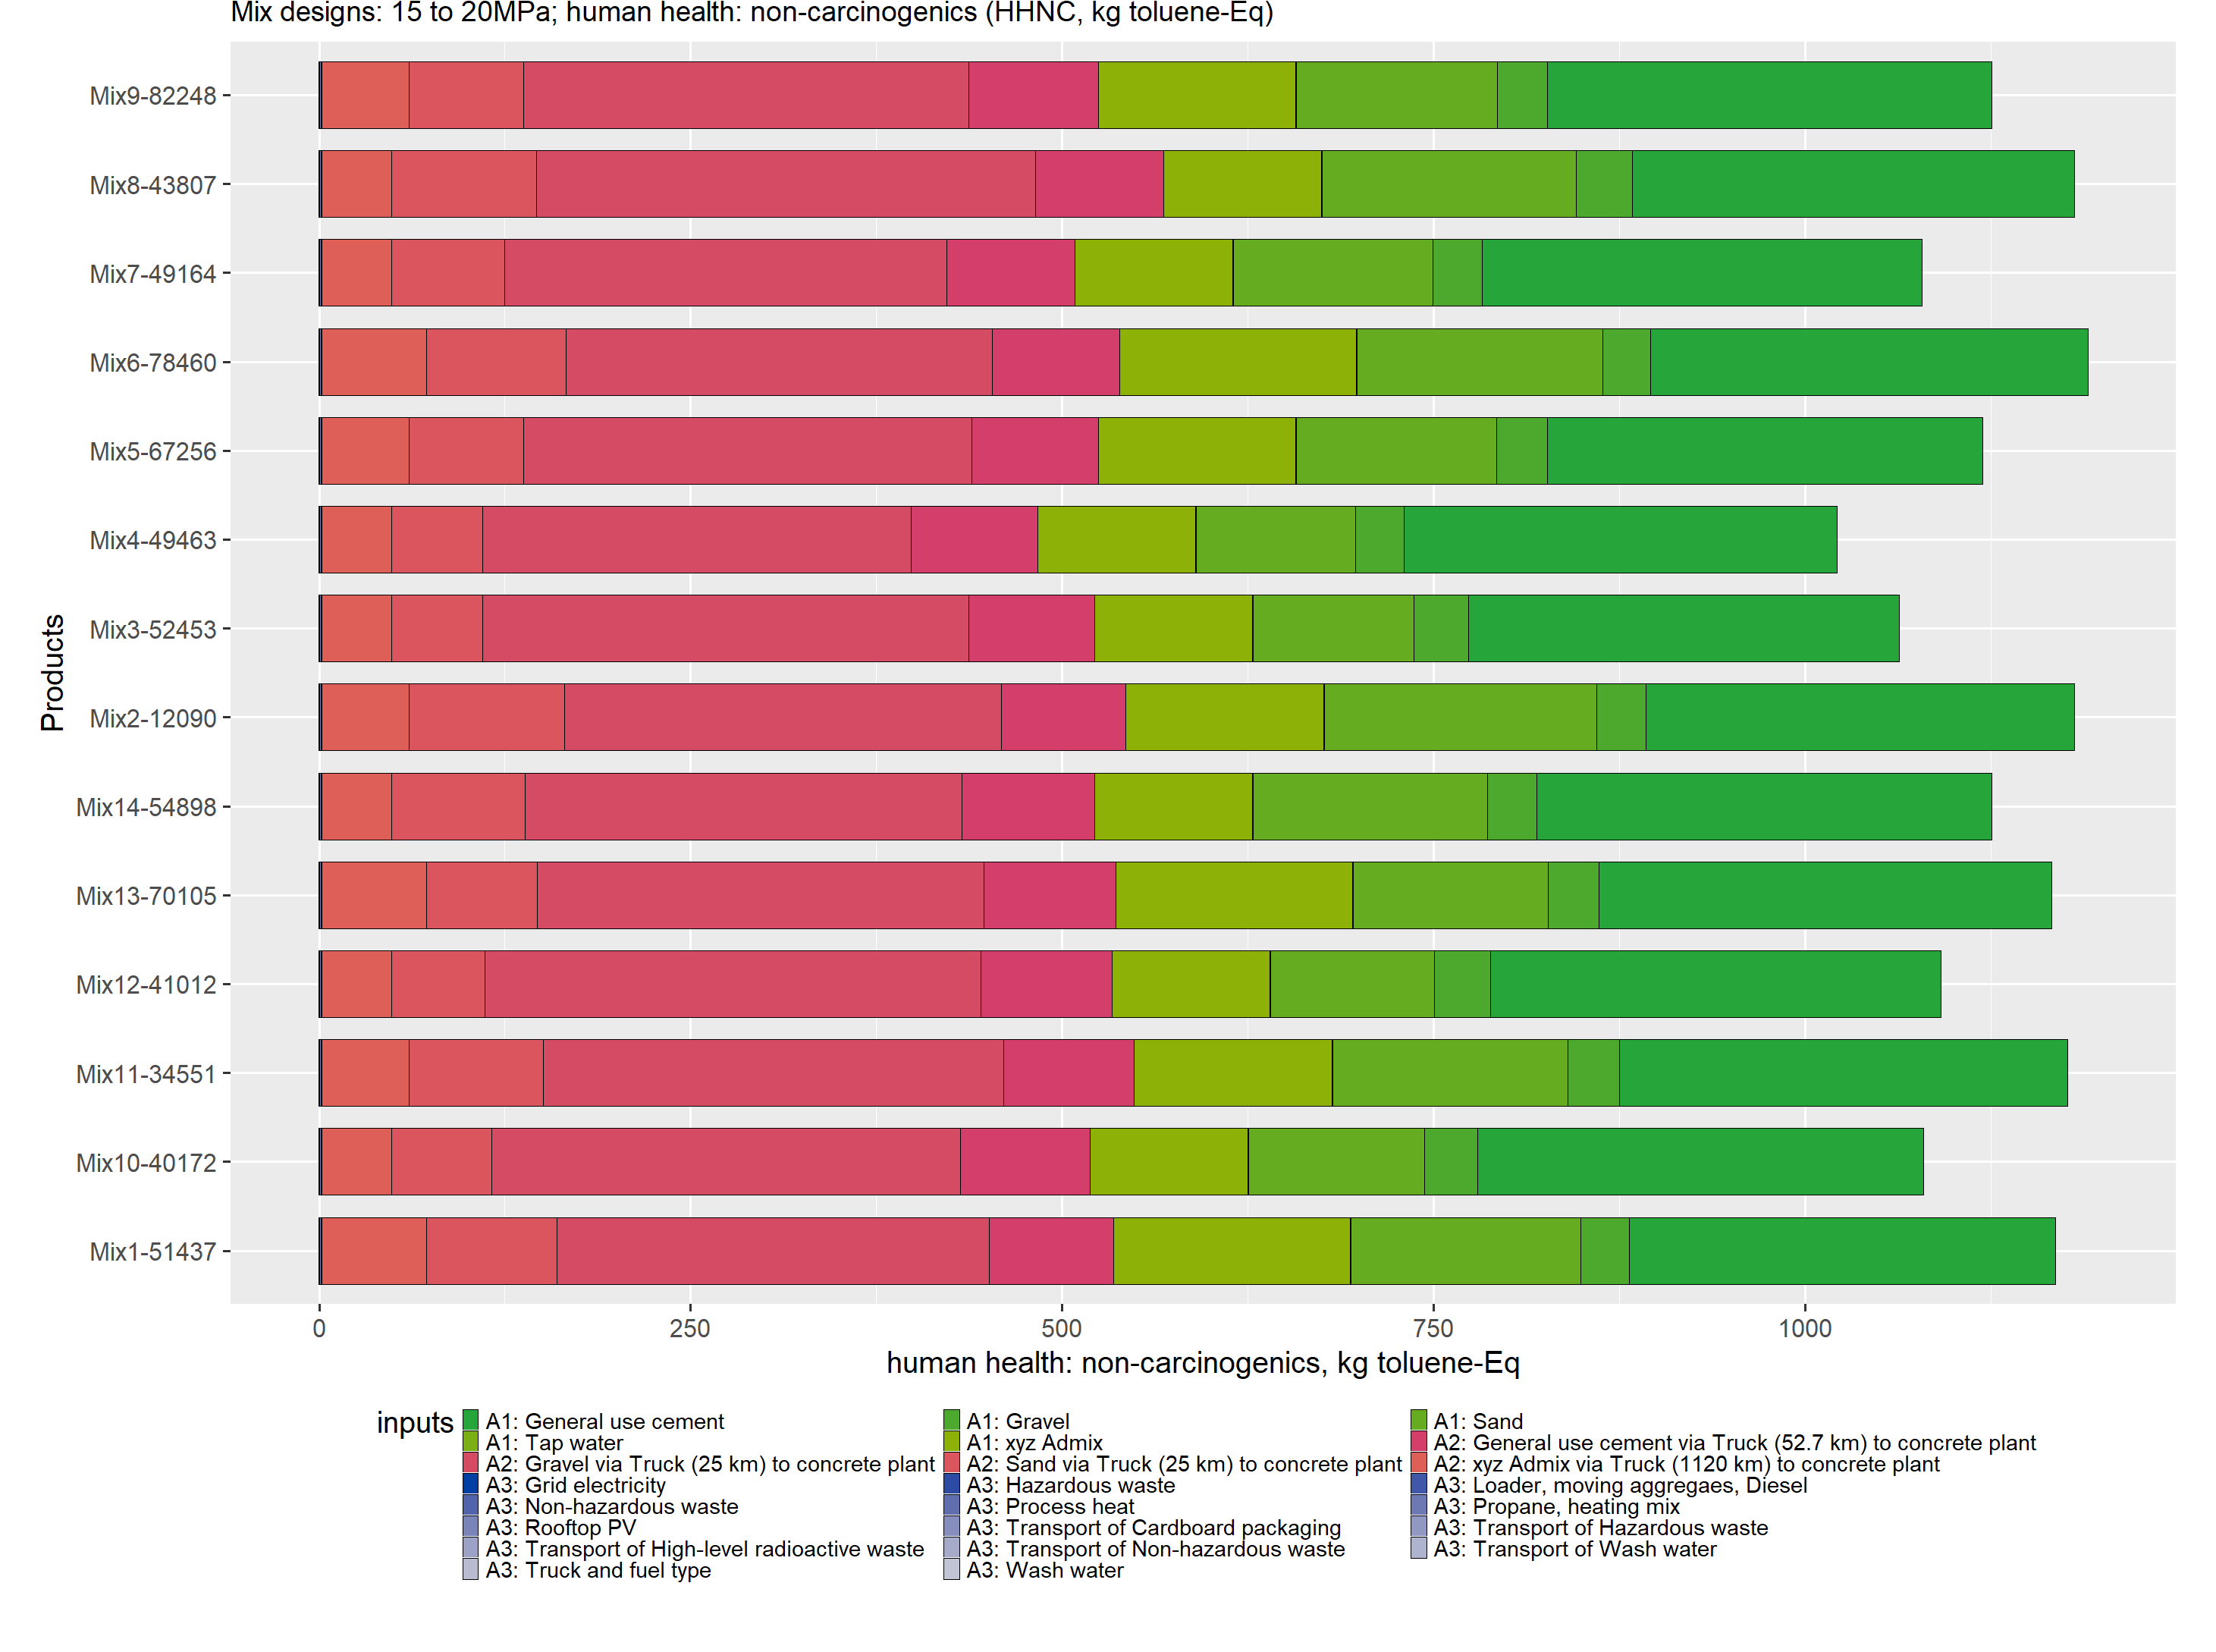 Mix designs: 15 to 20MPa; human health: non-carcinogenics (HHNC, kg toluene-Eq)
Products
Mix9-82248
Mix8-43807
Mix7-49164
Mix6-78460
Mix5-67256
Mix4-49463
Mix3-52453
Mix2-12090
Mix14-54898
Mix13-70105
Mix12-41012
Mix11-34551
Mix10-40172
Mix1-51437
0 250 500 750 1000
human health: non-carcinogenics, kg toluene-Eq
inputs
A1: General use cement A1: Gravel A1: Sand
A1: Tap water A1: xyz Admix A2: General use cement via Truck (52.7 km) to concrete plant
A2: Gravel via Truck (25 km) to concrete plant A2: Sand via Truck (25 km) to concrete plant A2: xyz Admix via Truck (1120 km) to concrete plant
A3: Grid electricity A3: Hazardous waste A3: Loader, moving aggregaes, Diesel
A3: Non-hazardous waste A3: Process heat A3: Propane, heating mix
A3: Rooftop PV A3: Transport of Cardboard packaging A3: Transport of Hazardous waste
A3: Transport of High-level radioactive waste A3: Transport of Non-hazardous waste A3: Transport of Wash water
A3: Truck and fuel type A3: Wash water